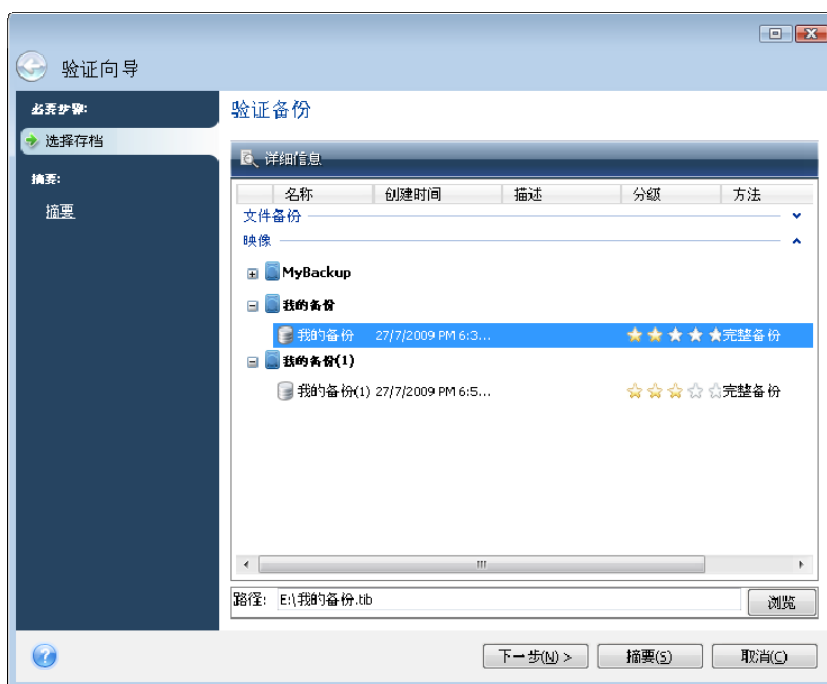 验证向导
必要步骤:
选择存档
摘要:
摘要
验证备份
详细信息
名称 创建时间 描述 分级 方法
文件备份
映像
MyBackup
我的备份
我的备份 27/7/2009 PM 6:3... 完整备份
我的备份(1)
我的备份(1) 27/7/2009 PM 6:5... 完整备份
路径: E:\我的备份.tib 浏览
下一步(N) > 摘要(S) 取消(C)